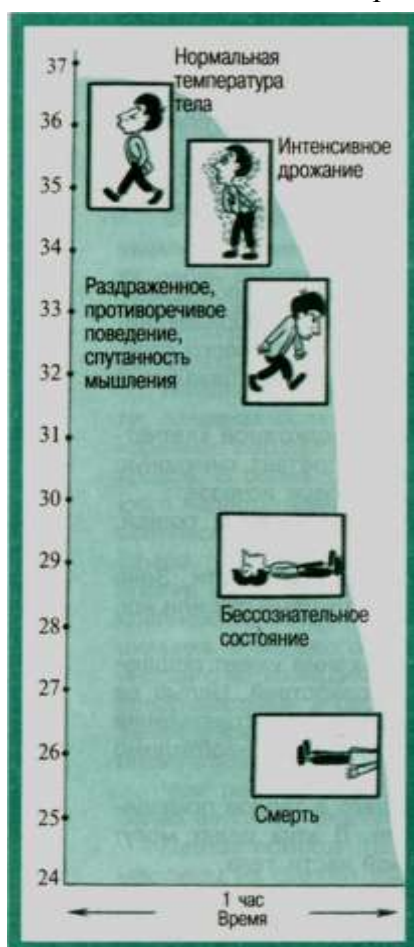 37
Нормальная
температура
тела
36
Интенсивное
дрожание
35
34
Раздраженное,
противоречивое
поведение,
спутанность
мышления
33
32
31
30
29
Бессознательное
состояние
28
27
26
Смерть
25
24
1 час
Время